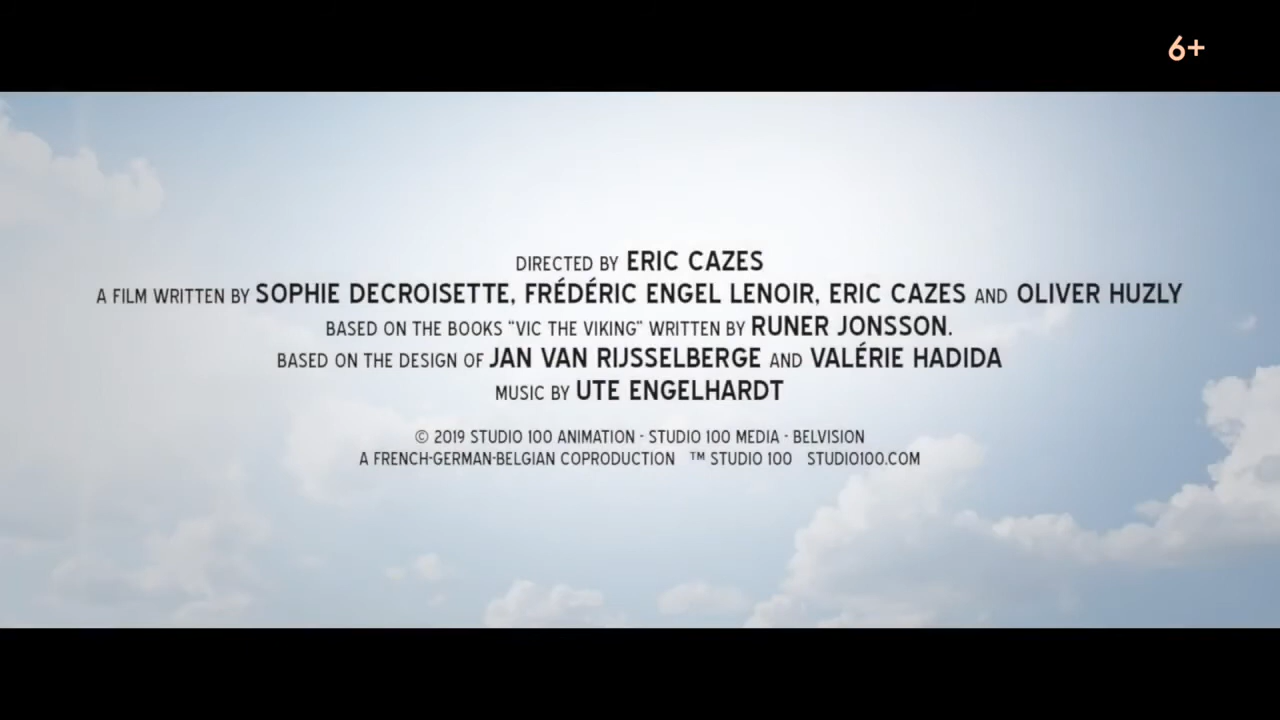 6+
DIRECTED BY ERIC CAZES
A FILM WRITTEN BY SOPHIE DECROISETTE, FRÉDÉRIC ENGEL LENOIR, ERIC CAZES AND OLIVER HUZLY
BASED ON THE BOOKS “VIC THE VIKING” WRITTEN BY RUNER JONSSON.
BASED ON THE DESIGN OF JAN VAN RIJSSELBERGE AND VALÉRIE HADIDA
MUSIC BY UTE ENGELHARDT
© 2019 STUDIO 100 ANIMATION - STUDIO 100 MEDIA - BELVISION
A FRENCH-GERMAN-BELGIAN COPRODUCTION ™ STUDIO 100 STUDIO100.COM